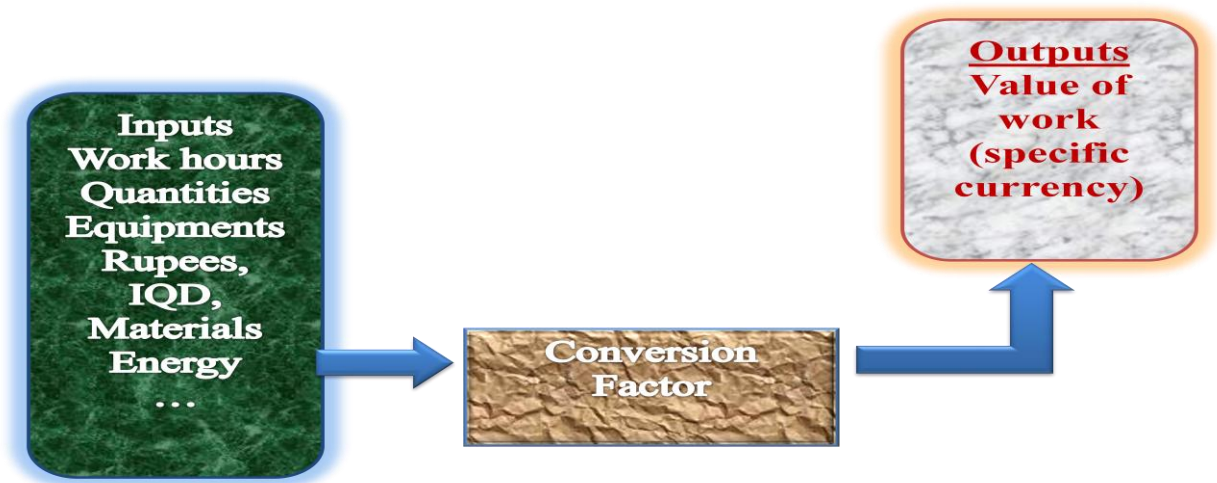 Inputs
Work hours
Quantities
Equipments
Rupees,
IQD,
Materials
Energy
...
Conversion
Factor
Outputs
Value of
work
(specific
currency)